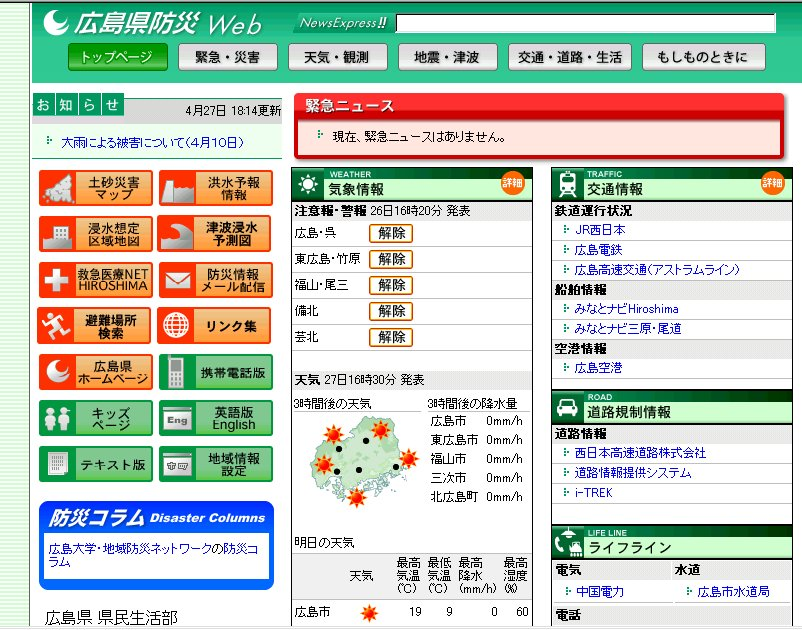 広島県防災 Web
NewsExpress!!
トップページ
緊急・災害
天気・観測
地震・津波
交通・道路・生活
もしものときに
お知らせ
4月27日 18:14更新
大雨による被害について(4月10日)
土砂災害
マップ
洪水予報
情報
浸水想定
区域地図
津波浸水
予測図
救急医療NET
HIROSHIMA
防災情報
メール配信
避難場所
検索
リンク集
広島県
ホームページ
携帯電話版
キッズ
ページ
Eng
英語版
English
テキスト版
地域情報
設定
防災コラム Disaster Columns
広島大学・地域防災ネットワークの防災コ
ラム
広島県 県民生活部
緊急ニュース
現在、緊急ニュースはありません。
WEATHER
気象情報
詳細
注意報・警報 26日16時20分 発表
広島・呉 解除
東広島・竹原 解除
福山・尾三 解除
備北 解除
芸北 解除
天気 27日16時30分 発表
3時間後の天気
3時間後の降水量
広島市 0mm/h
東広島市 0mm/h
福山市 0mm/h
三次市 0mm/h
北広島町 0mm/h
明日の天気
天気
最高気温(℃)
最低気温(℃)
最高降水(mm/h)
最高湿度(%)
広島市 19 9 0 60
TRAFFIC
交通情報
詳細
鉄道運行状況
JR西日本
広島電鉄
広島高速交通(アストラムライン)
船舶情報
みなとナビHiroshima
みなとナビ三原・尾道
空港情報
広島空港
ROAD
道路規制情報
道路情報
西日本高速道路株式会社
道路情報提供システム
i-TREK
LIFE LINE
ライフライン
電気 水道
中国電力 広島市水道局
電話